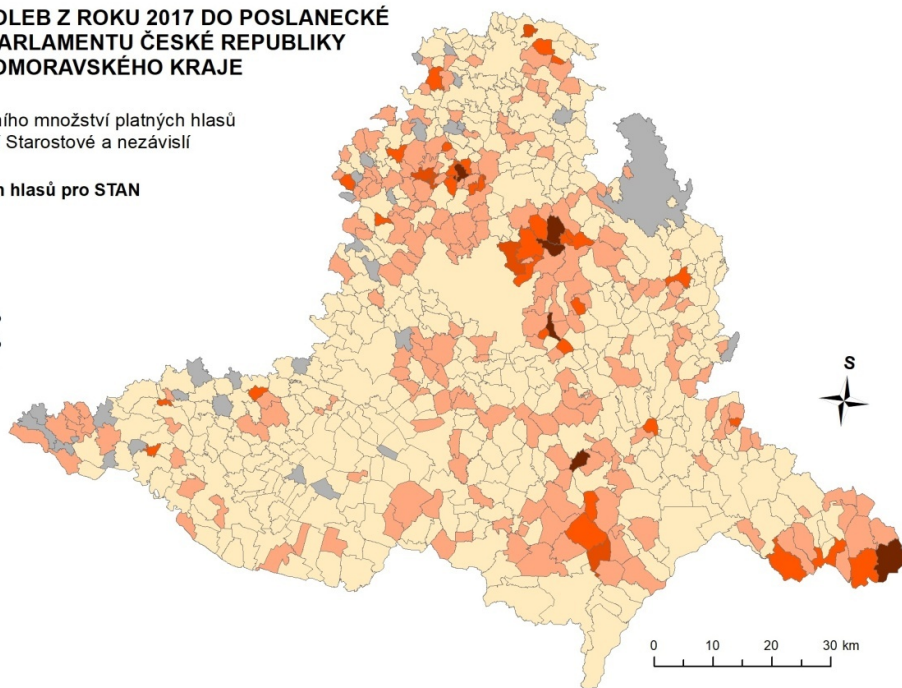 OLEB Z ROKU 2017 DO POSLANECKÉ
ARLAMENTU ČESKÉ REPUBLIKY
OMORAVSKÉHO KRAJE
ního množství platných hlasů
Starostové a nezávislí
h hlasů pro STAN
S
0 10 20 30 km